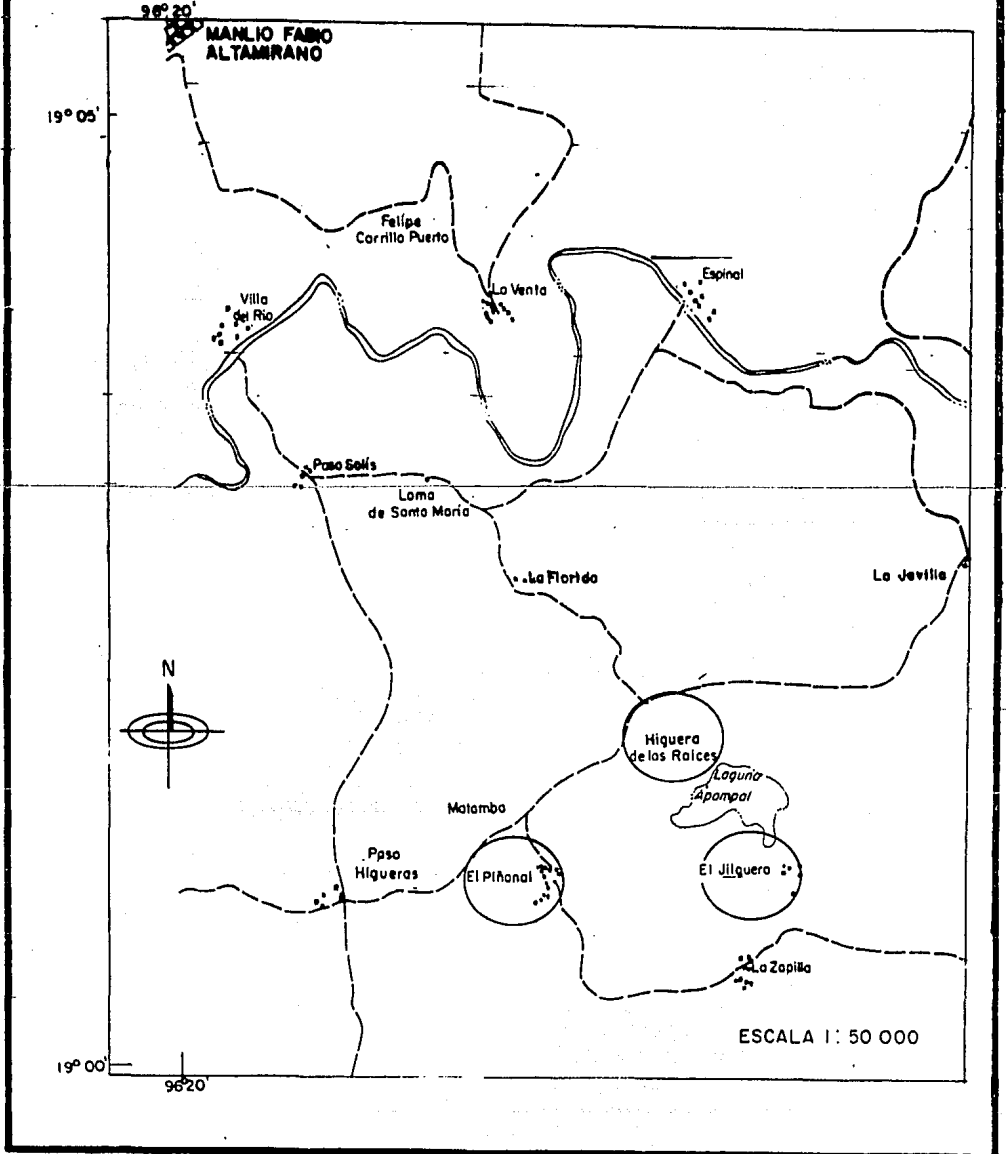 96° 20'
MANLIO FABIO
ALTAMIRANO
19° 05'
Felipe
Carrillo Puerto
La Venta
Espinal
Villa
del Rio
Paso Solís
Loma
de Santa María
La Florida
La Javilla
N
Higuera
de las Raices
Laguna
Apompal
Matamba
Paso
Higueras
El Piñonal
El Jilguero
La Zapilla
ESCALA 1: 50 000
19° 00'
96°20'